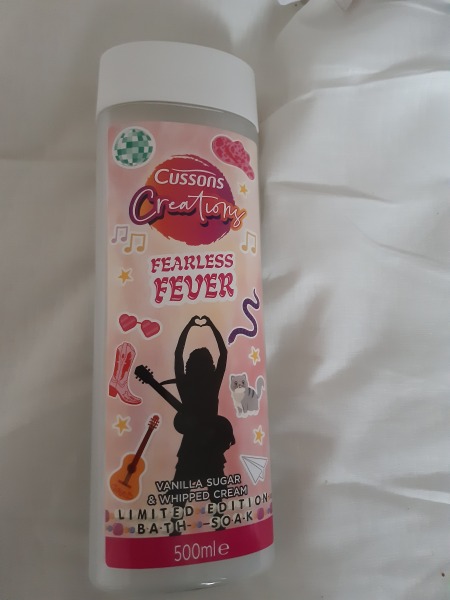 Cussons
Creations
FEARLESS
FEVER
VANILLA SUGAR
& WHIPPED CREAM
LIMITED EDITION
BATH SOAK
500ml e